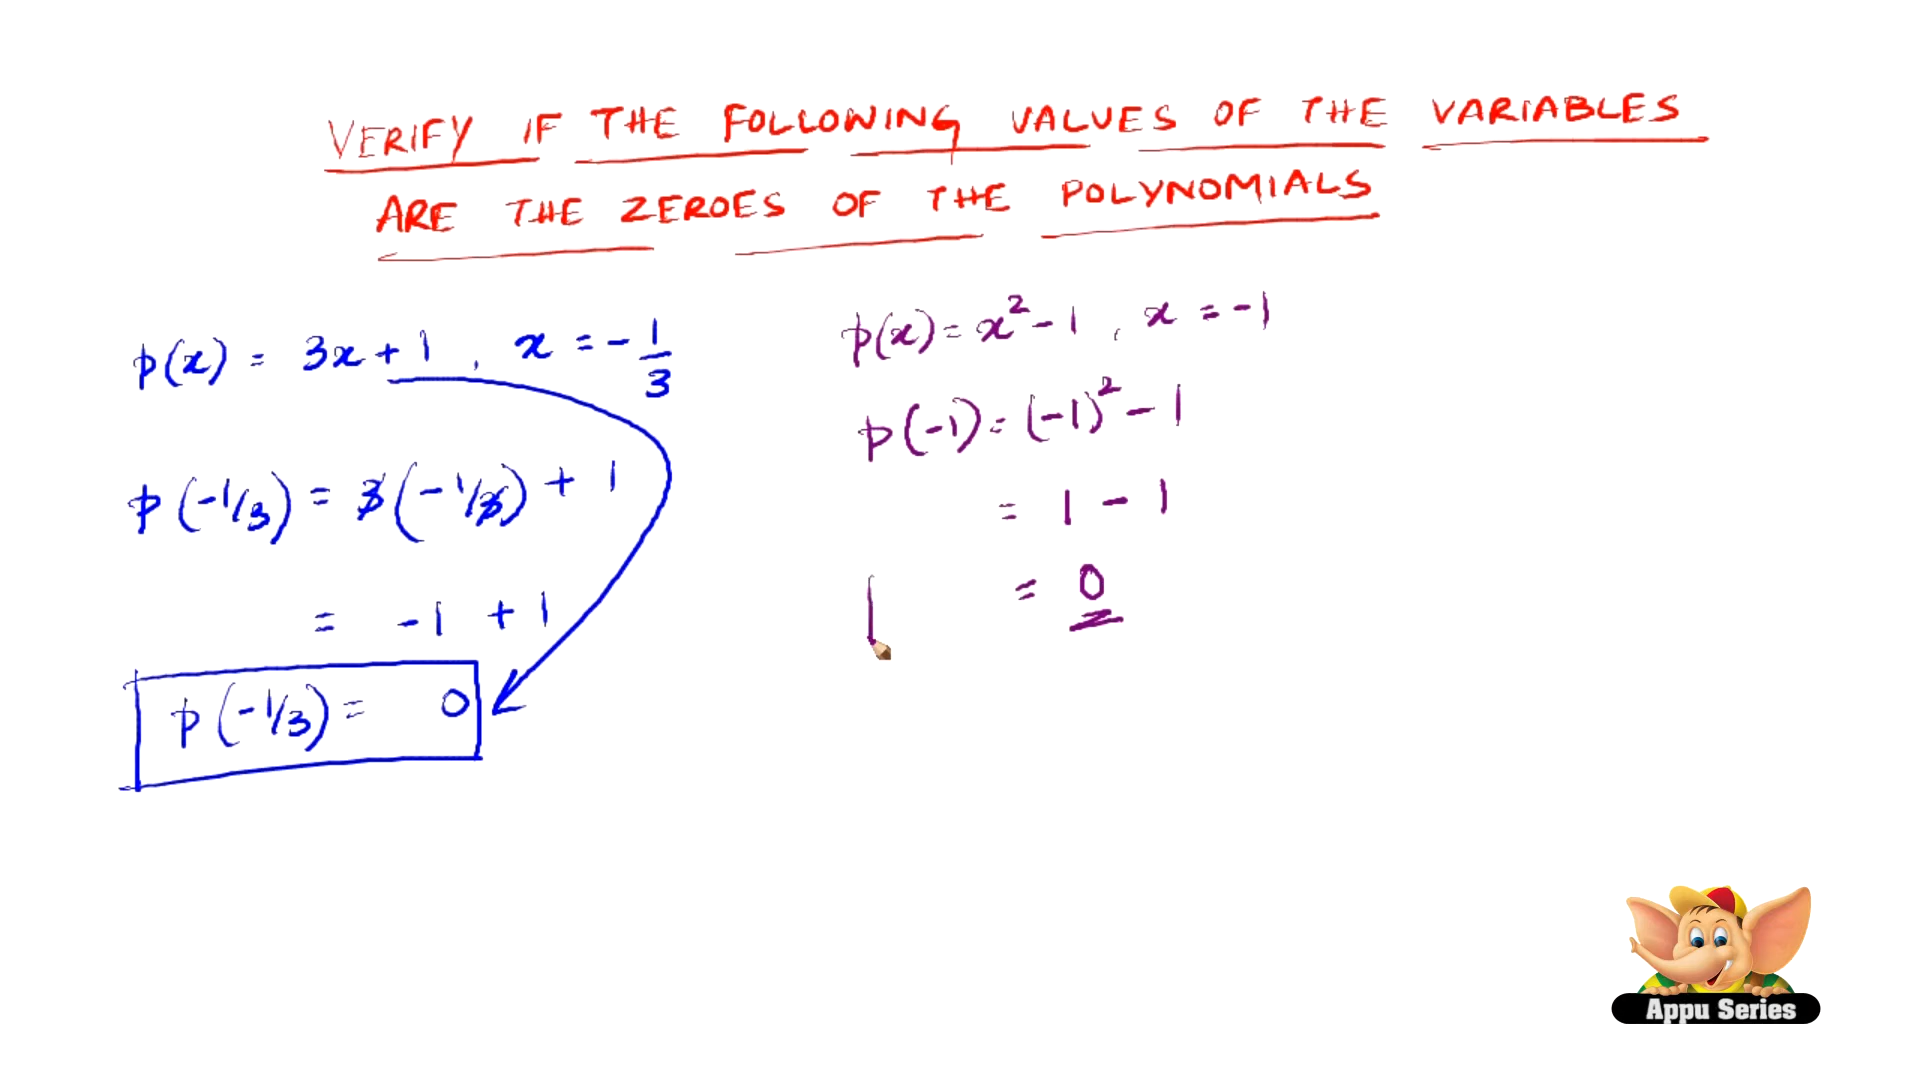 VERIFY IF THE FOLLOWING VALUES OF THE VARIABLES
ARE THE ZEROES OF THE POLYNOMIALS
p(x) = 3x+1, x = -1/3
p(-1/3) = 3(-1/3) + 1
= -1 + 1
p(-1/3) = 0
p(x) = x² - 1, x = -1
p(-1) = (-1)² - 1
= 1 - 1
= 0
Appu Series